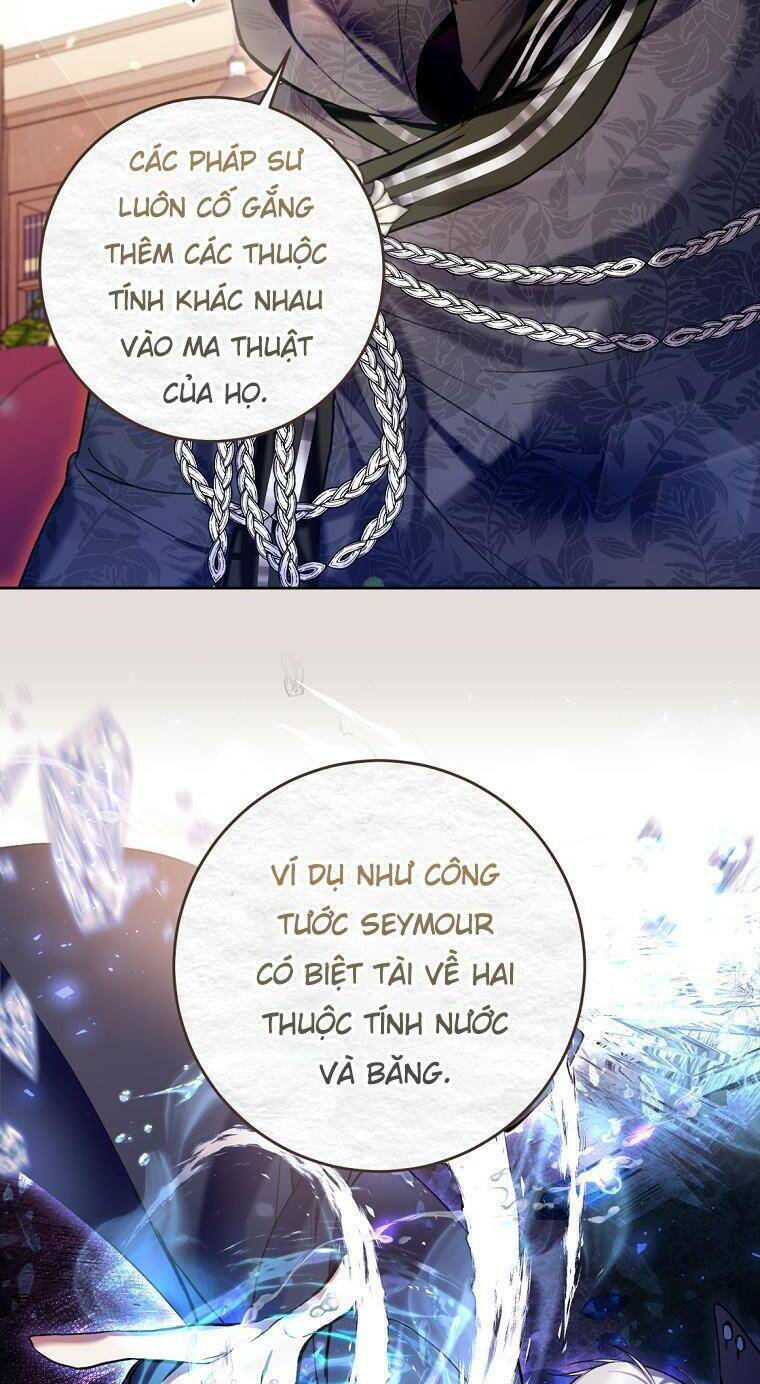 CÁC PHÁP SƯ
LUÔN CỐ GẮNG
THÊM CÁC THUỘC
TÍNH KHÁC NHAU
VÀO MA THUẬT
CỦA HỌ.
VÍ DỤ NHƯ CÔNG
TƯỚC SEYMOUR
CÓ BIỆT TÀI VỀ HAI
THUỘC TÍNH NƯỚC
VÀ BĂNG.